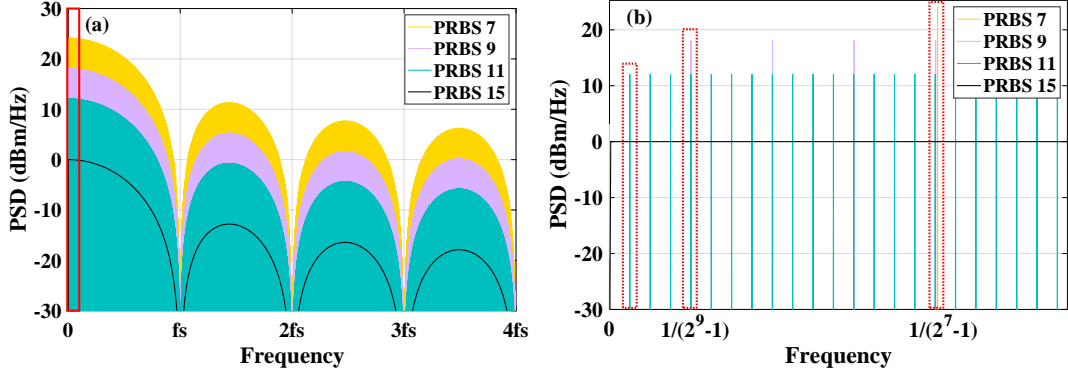 (a)
PRBS 7
PRBS 9
PRBS 11
PRBS 15
30
20
10
0
-10
-20
-30
PSD (dBm/Hz)
0 fs 2fs 3fs 4fs
Frequency
(b)
PRBS 7
PRBS 9
PRBS 11
PRBS 15
20
10
0
-10
-20
-30
PSD (dBm/Hz)
0 1/(2⁹-1) 1/(2⁷-1)
Frequency